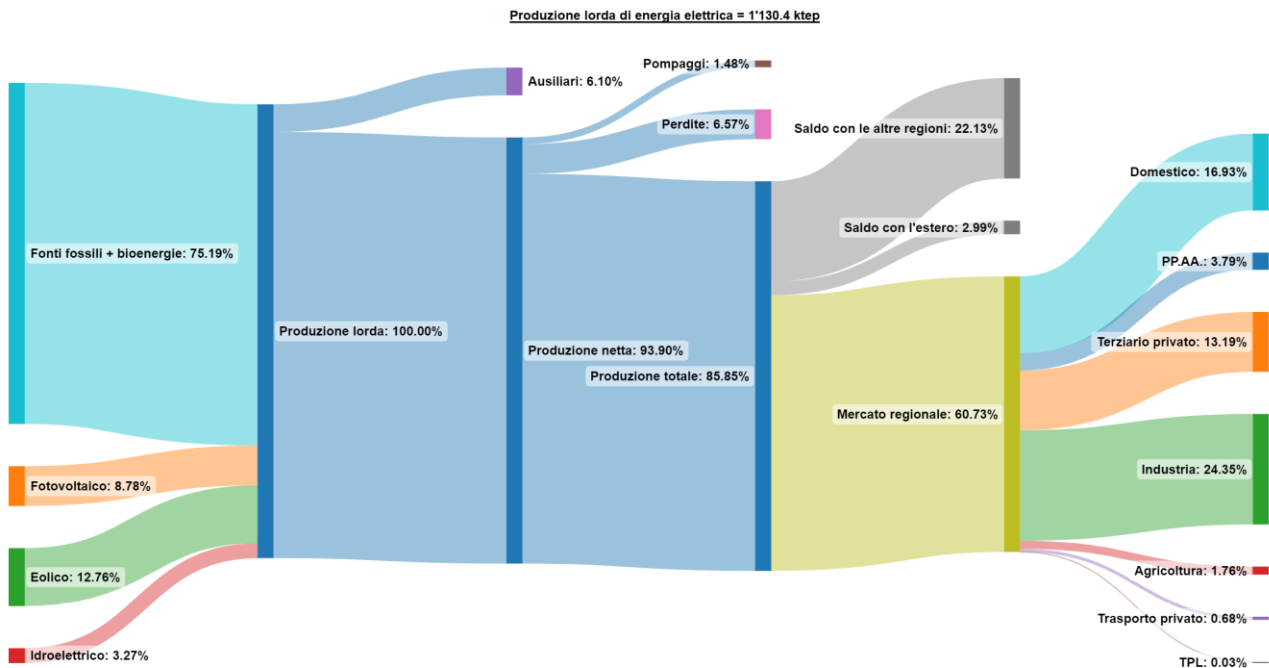 Produzione lorda di energia elettrica = 1'130.4 ktep
Fonti fossili + bioenergie: 75.19%
Fotovoltaico: 8.78%
Eolico: 12.76%
Idroelettrico: 3.27%
Produzione lorda: 100.00%
Ausiliari: 6.10%
Produzione netta: 93.90%
Pompaggi: 1.48%
Perdite: 6.57%
Produzione totale: 85.85%
Saldo con le altre regioni: 22.13%
Saldo con l'estero: 2.99%
Mercato regionale: 60.73%
Domestico: 16.93%
PP.AA.: 3.79%
Terziario privato: 13.19%
Industria: 24.35%
Agricoltura: 1.76%
Trasporto privato: 0.68%
TPL: 0.03%